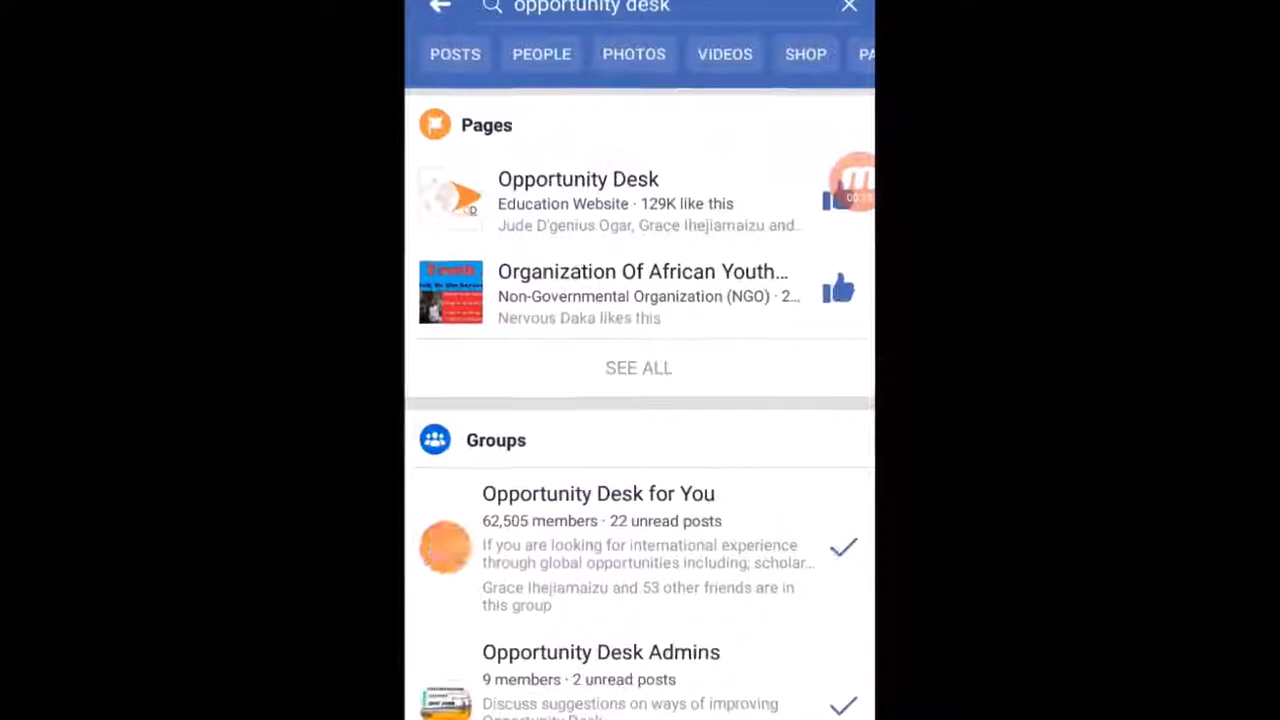 opportunity desk
POSTS PEOPLE PHOTOS VIDEOS SHOP PA
Pages
Opportunity Desk
Education Website · 129K like this
Jude D'genius Ogar, Grace Ihejiamaizu and...
Organization Of African Youth...
Non-Governmental Organization (NGO) · 2...
Nervous Daka likes this
SEE ALL
Groups
Opportunity Desk for You
62,505 members · 22 unread posts
If you are looking for international experience
through global opportunities including; scholar...
Grace Ihejiamaizu and 53 other friends are in
this group
Opportunity Desk Admins
9 members · 2 unread posts
Discuss suggestions on ways of improving
Opportunity Desk